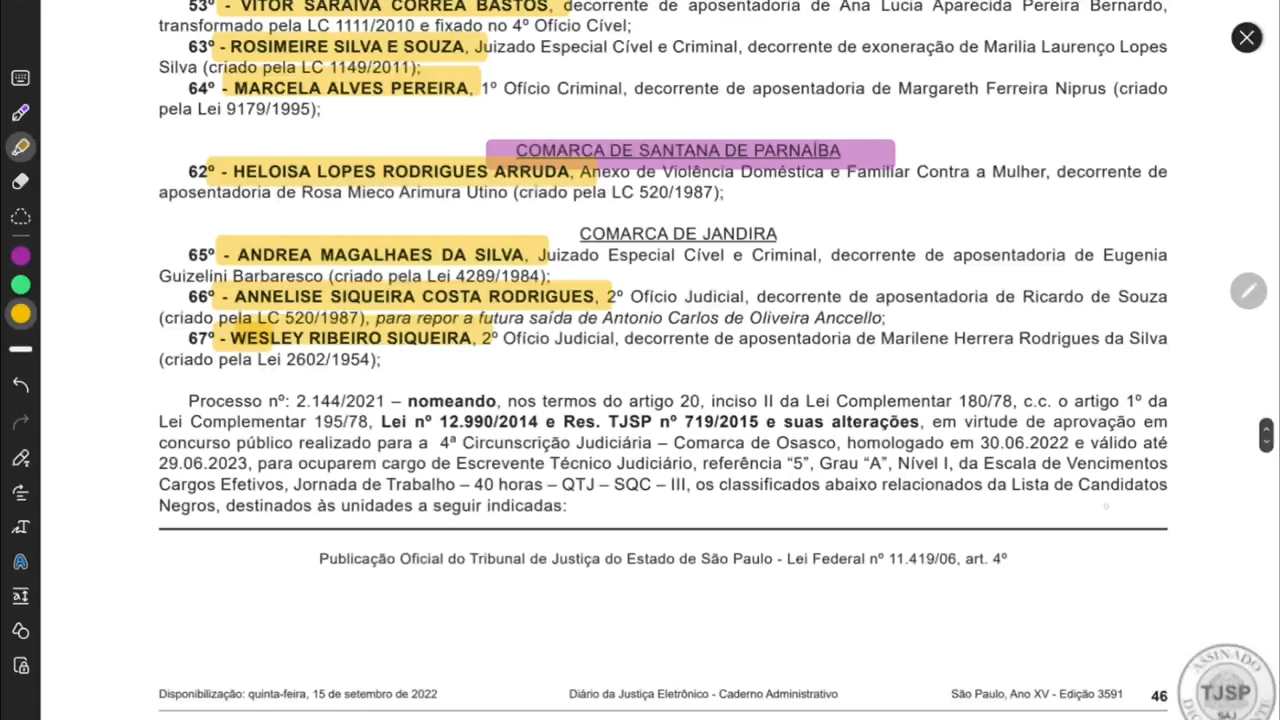 53º - VITOR SARAIVA CORREA BASTOS, decorrente de aposentadoria de Ana Lucia Aparecida Pereira Bernardo,
transformado pela LC 1111/2010 e fixado no 4º Ofício Cível;
63º - ROSIMEIRE SILVA E SOUZA, Juizado Especial Cível e Criminal, decorrente de exoneração de Marilia Laurenço Lopes
Silva (criado pela LC 1149/2011);
64º - MARCELA ALVES PEREIRA, 1º Ofício Criminal, decorrente de aposentadoria de Margareth Ferreira Niprus (criado
pela Lei 9179/1995);
COMARCA DE SANTANA DE PARNAÍBA
62º - HELOISA LOPES RODRIGUES ARRUDA, Anexo de Violência Doméstica e Familiar Contra a Mulher, decorrente de
aposentadoria de Rosa Mieco Arimura Utino (criado pela LC 520/1987);
COMARCA DE JANDIRA
65º - ANDREA MAGALHAES DA SILVA, Juizado Especial Cível e Criminal, decorrente de aposentadoria de Eugenia
Guizelini Barbaresco (criado pela Lei 4289/1984);
66º - ANNELISE SIQUEIRA COSTA RODRIGUES, 2º Ofício Judicial, decorrente de aposentadoria de Ricardo de Souza
(criado pela LC 520/1987), para repor a futura saída de Antonio Carlos de Oliveira Anccello;
67º - WESLEY RIBEIRO SIQUEIRA, 2º Ofício Judicial, decorrente de aposentadoria de Marilene Herrera Rodrigues da Silva
(criado pela Lei 2602/1954);
Processo nº: 2.144/2021 – nomeando, nos termos do artigo 20, inciso II da Lei Complementar 180/78, c.c. o artigo 1º da
Lei Complementar 195/78, Lei nº 12.990/2014 e Res. TJSP nº 719/2015 e suas alterações, em virtude de aprovação em
concurso público realizado para a 4ª Circunscrição Judiciária – Comarca de Osasco, homologado em 30.06.2022 e válido até
29.06.2023, para ocuparem cargo de Escrevente Técnico Judiciário, referência “5”, Grau “A”, Nível I, da Escala de Vencimentos
Cargos Efetivos, Jornada de Trabalho – 40 horas – QTJ – SQC – III, os classificados abaixo relacionados da Lista de Candidatos
Negros, destinados às unidades a seguir indicadas:
Publicação Oficial do Tribunal de Justiça do Estado de São Paulo - Lei Federal nº 11.419/06, art. 4º
Disponibilização: quinta-feira, 15 de setembro de 2022 Diário da Justiça Eletrônico - Caderno Administrativo São Paulo, Ano XV - Edição 3591 46
ASSINADO
TJSP